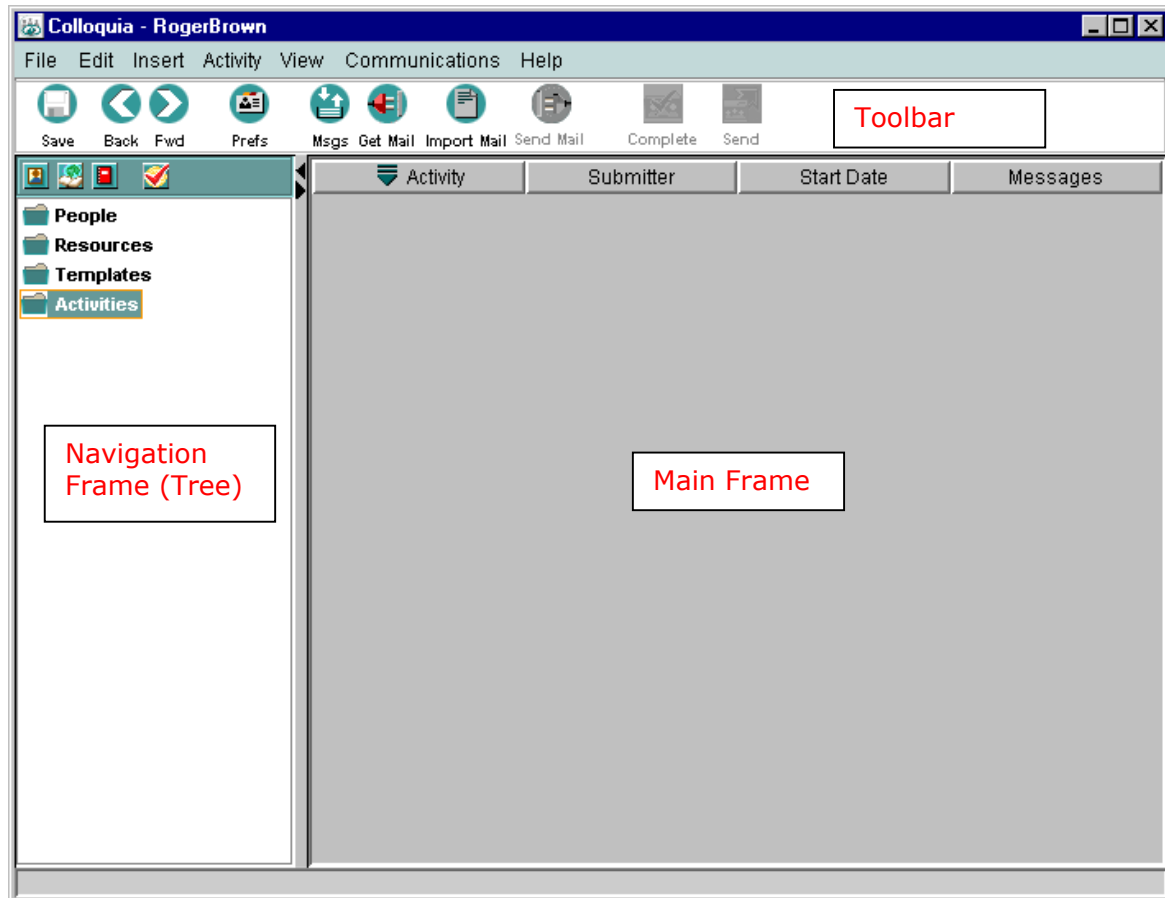 Colloquia - RogerBrown
File Edit Insert Activity View Communications Help
Save Back Fwd Prefs Msgs Get Mail Import Mail Send Mail Complete Send
Toolbar
Activity Submitter Start Date Messages
People
Resources
Templates
Activities
Navigation
Frame (Tree)
Main Frame